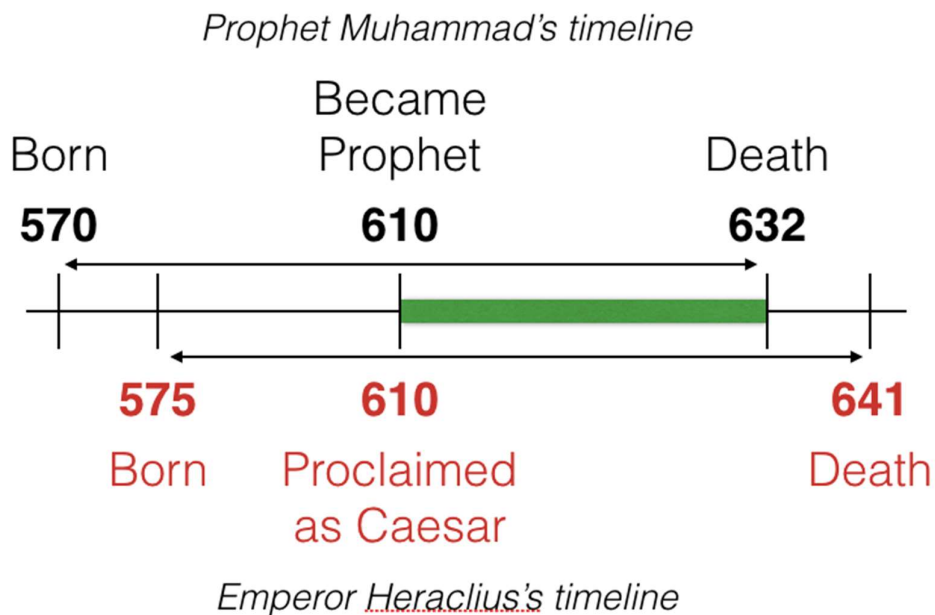 Prophet Muhammad's timeline
Became
Born Prophet Death
570 610 632
575 610 641
Born Proclaimed Death
as Caesar
Emperor Heraclius's timeline